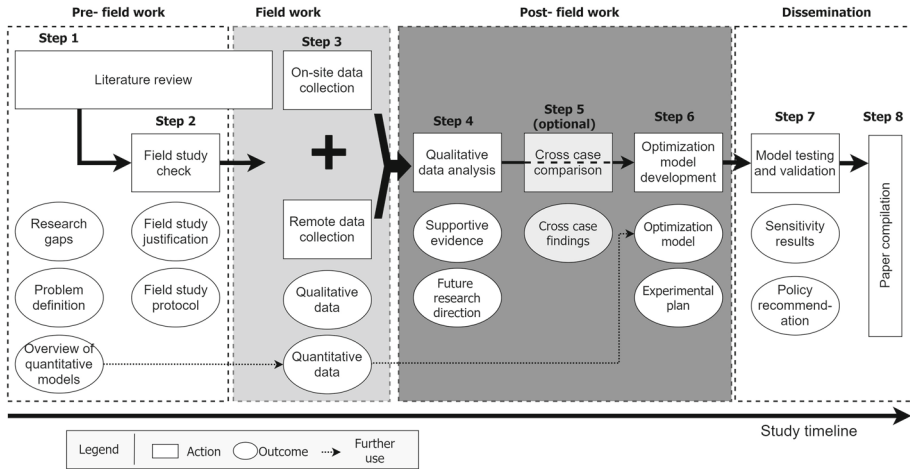 Pre- field work
Field work
Post- field work
Dissemination
Step 1
Literature review
Step 2
Field study
check
Research
gaps
Problem
definition
Overview of
quantitative
models
Field study
justification
Field study
protocol
Step 3
On-site data
collection
+
Remote data
collection
Qualitative
data
Quantitative
data
Step 4
Qualitative
data analysis
Supportive
evidence
Future
research
direction
Step 5
(optional)
Cross case
comparison
Cross case
findings
Step 6
Optimization
model
development
Optimization
model
Experimental
plan
Step 7
Model testing
and validation
Sensitivity
results
Policy
recommend-
ation
Step 8
Paper compilation
Study timeline
Legend
Action
Outcome
Further
use